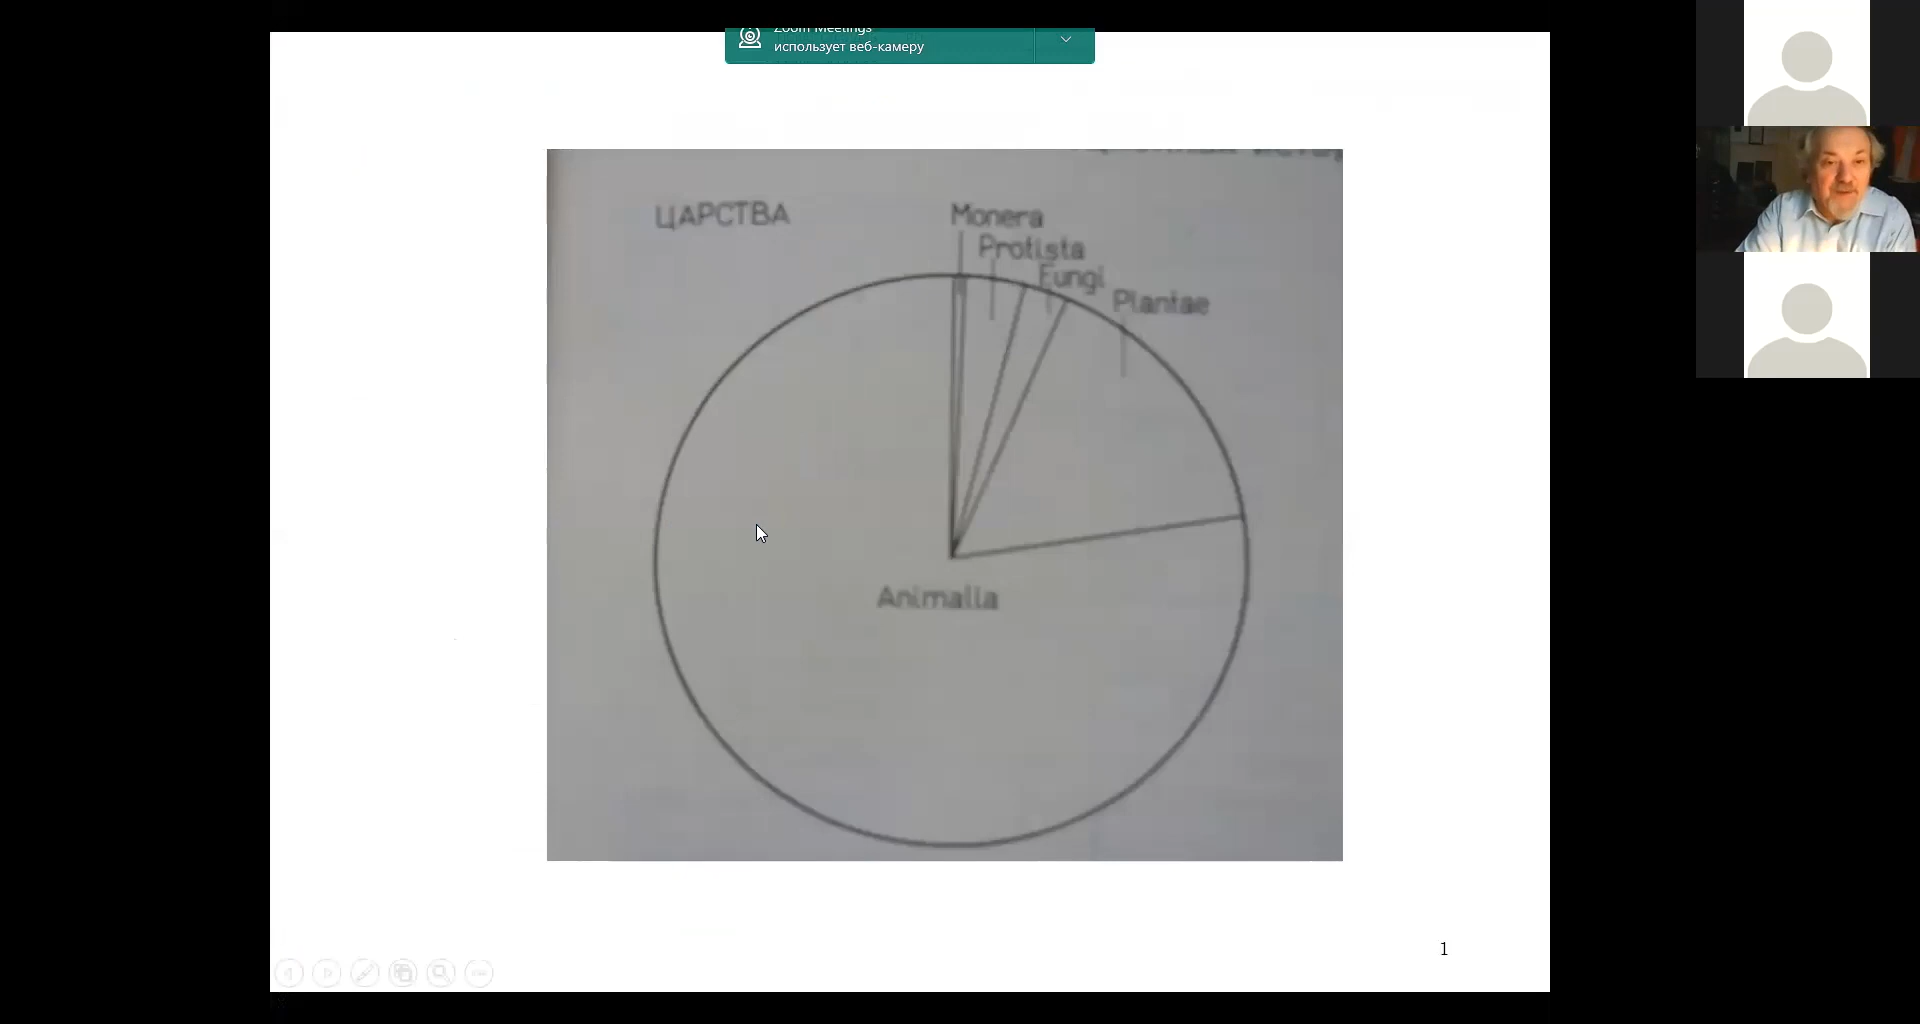 Zoom Meetings
использует веб-камеру
ЦАРСТВА
Monera
Protista
Fungi
Plantae
Animalia
1